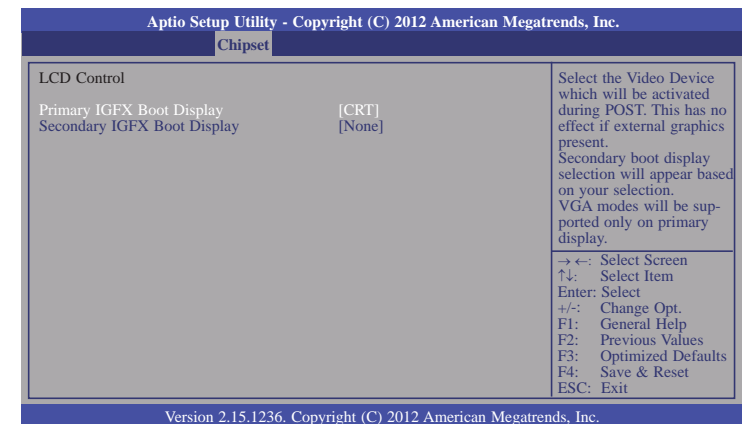 Aptio Setup Utility - Copyright (C) 2012 American Megatrends, Inc.
Chipset
LCD Control
Primary IGFX Boot Display [CRT]
Secondary IGFX Boot Display [None]
Select the Video Device
which will be activated
during POST. This has no
effect if external graphics
present.
Secondary boot display
selection will appear based
on your selection.
VGA modes will be sup-
ported only on primary
display.
→←: Select Screen
↑↓: Select Item
Enter: Select
+/-: Change Opt.
F1: General Help
F2: Previous Values
F3: Optimized Defaults
F4: Save & Reset
ESC: Exit
Version 2.15.1236. Copyright (C) 2012 American Megatrends, Inc.